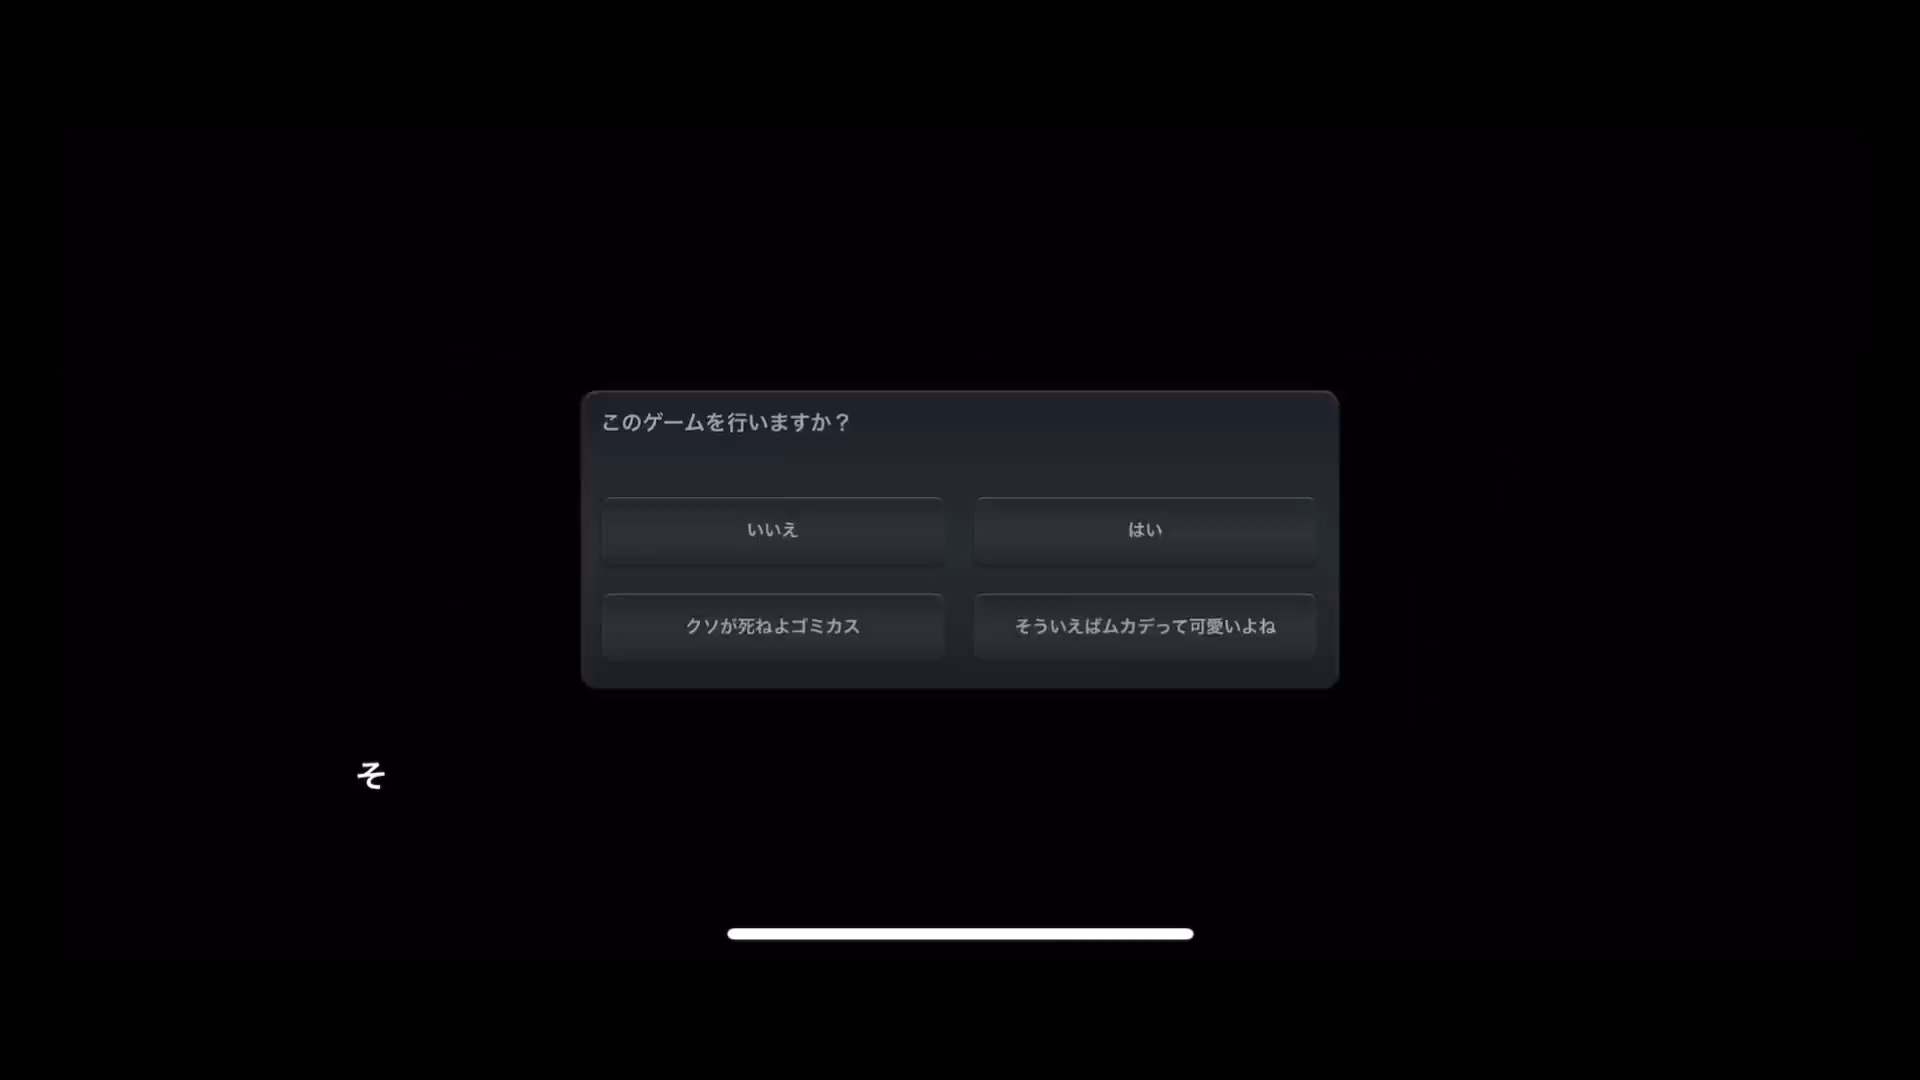 このゲームを行いますか？
いいえ
はい
クソが死ねよゴミカス
そういえばムカデって可愛いよね
そ